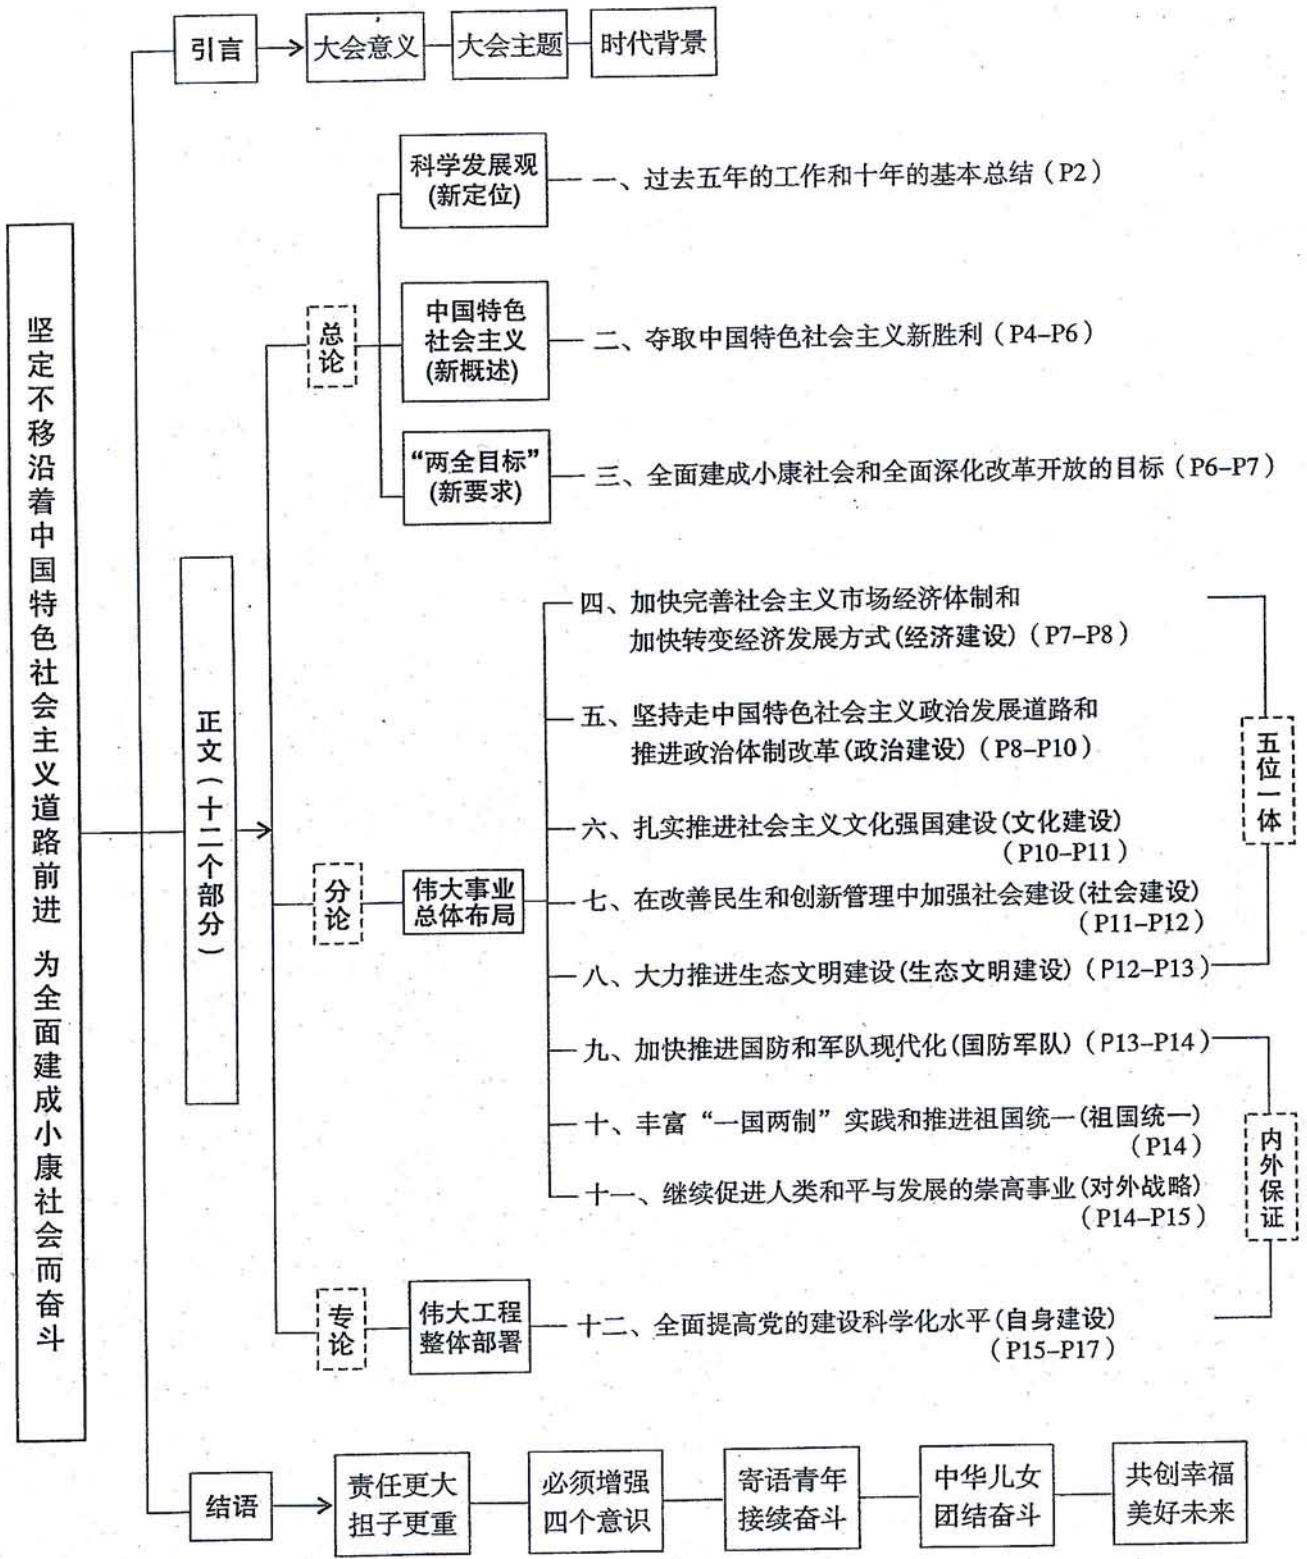 坚定不移沿着中国特色社会主义道路前进 为全面建成小康社会而奋斗
引言
大会意义
大会主题
时代背景
正文（十二个部分）
总论
科学发展观
(新定位)
一、过去五年的工作和十年的基本总结（P2）
中国特色
社会主义
(新概述)
二、夺取中国特色社会主义新胜利（P4–P6）
“两全目标”
(新要求)
三、全面建成小康社会和全面深化改革开放的目标（P6–P7）
分论
伟大事业
总体布局
四、加快完善社会主义市场经济体制和
加快转变经济发展方式(经济建设)（P7–P8）
五、坚持走中国特色社会主义政治发展道路和
推进政治体制改革(政治建设)（P8–P10）
六、扎实推进社会主义文化强国建设(文化建设)
（P10–P11）
七、在改善民生和创新管理中加强社会建设(社会建设)
（P11–P12）
八、大力推进生态文明建设(生态文明建设)（P12–P13）
五位一体
九、加快推进国防和军队现代化(国防军队)（P13–P14）
十、丰富“一国两制”实践和推进祖国统一(祖国统一)
（P14）
十一、继续促进人类和平与发展的崇高事业(对外战略)
（P14–P15）
内外保证
专论
伟大工程
整体部署
十二、全面提高党的建设科学化水平(自身建设)
（P15–P17）
结语
责任更大
担子更重
必须增强
四个意识
寄语青年
接续奋斗
中华儿女
团结奋斗
共创幸福
美好未来